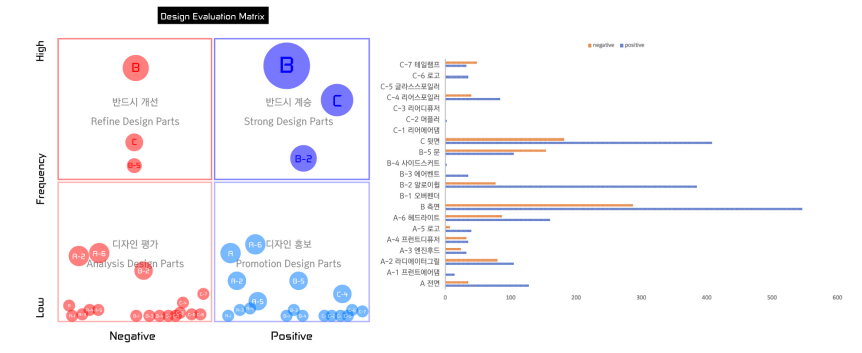 Design Evaluation Matrix
High
Frequency
Low
B
반드시 개선
Refine Design Parts
C
B-5
B
반드시 계승
C
Strong Design Parts
B-2
디자인 평가
A-2
A-6
Analysis Design Parts
B-2
디자인 홍보
A
A-6
Promotion Design Parts
A-2
B-5
A-5
C-4
Negative
Positive
negative positive
C-7 테일램프
C-6 로고
C-5 글라스스포일러
C-4 리어스포일러
C-3 리어디퓨저
C-2 머플러
C-1 리어에어댐
C 뒷면
B-5 문
B-4 사이드스커트
B-3 에어벤트
B-2 알로이휠
B-1 오버펜더
B 측면
A-6 헤드라이트
A-5 로고
A-4 프런트디퓨저
A-3 엔진후드
A-2 라디에이터그릴
A-1 프런트에어댐
A 전면
0 100 200 300 400 500 600